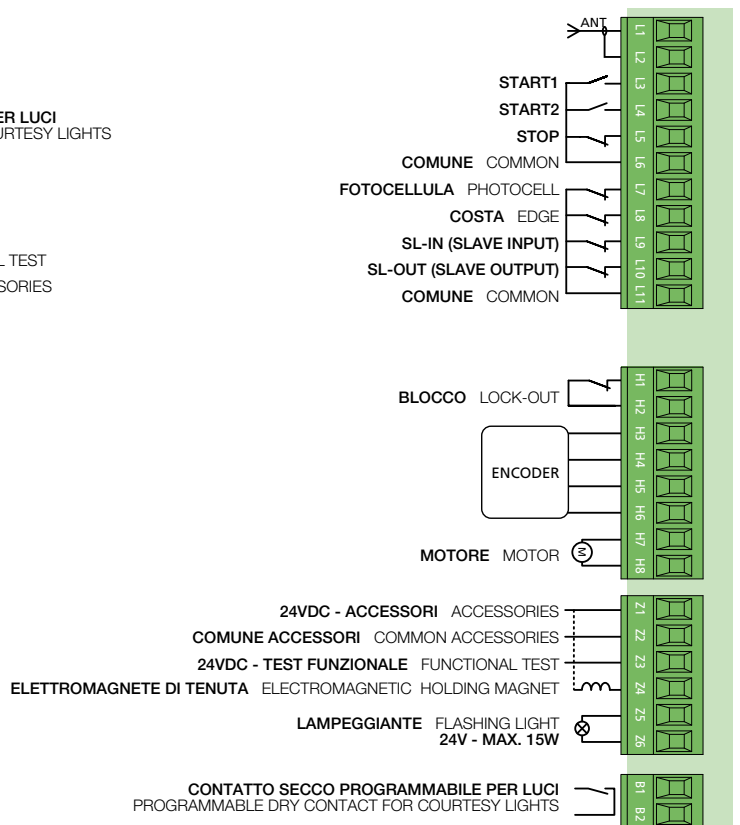 ANT
L1
L2
START1
L3
ER LUCI
URTESY LIGHTS
START2
L4
STOP
L5
COMUNE COMMON
L6
FOTOCELLULA PHOTOCELL
L7
COSTA EDGE
L8
SL-IN (SLAVE INPUT)
L9
L TEST
SL-OUT (SLAVE OUTPUT)
L10
SORIES
COMUNE COMMON
L11
H1
BLOCCO LOCK-OUT
H2
H3
H4
ENCODER
H5
H6
H7
MOTORE MOTOR
M
H8
24VDC - ACCESSORI ACCESSORIES
Z1
COMUNE ACCESSORI COMMON ACCESSORIES
Z2
24VDC - TEST FUNZIONALE FUNCTIONAL TEST
Z3
ELETTROMAGNETE DI TENUTA ELECTROMAGNETIC HOLDING MAGNET
Z4
LAMPEGGIANTE FLASHING LIGHT
Z5
24V - MAX. 15W
Z6
CONTATTO SECCO PROGRAMMABILE PER LUCI
B1
PROGRAMMABLE DRY CONTACT FOR COURTESY LIGHTS
B2